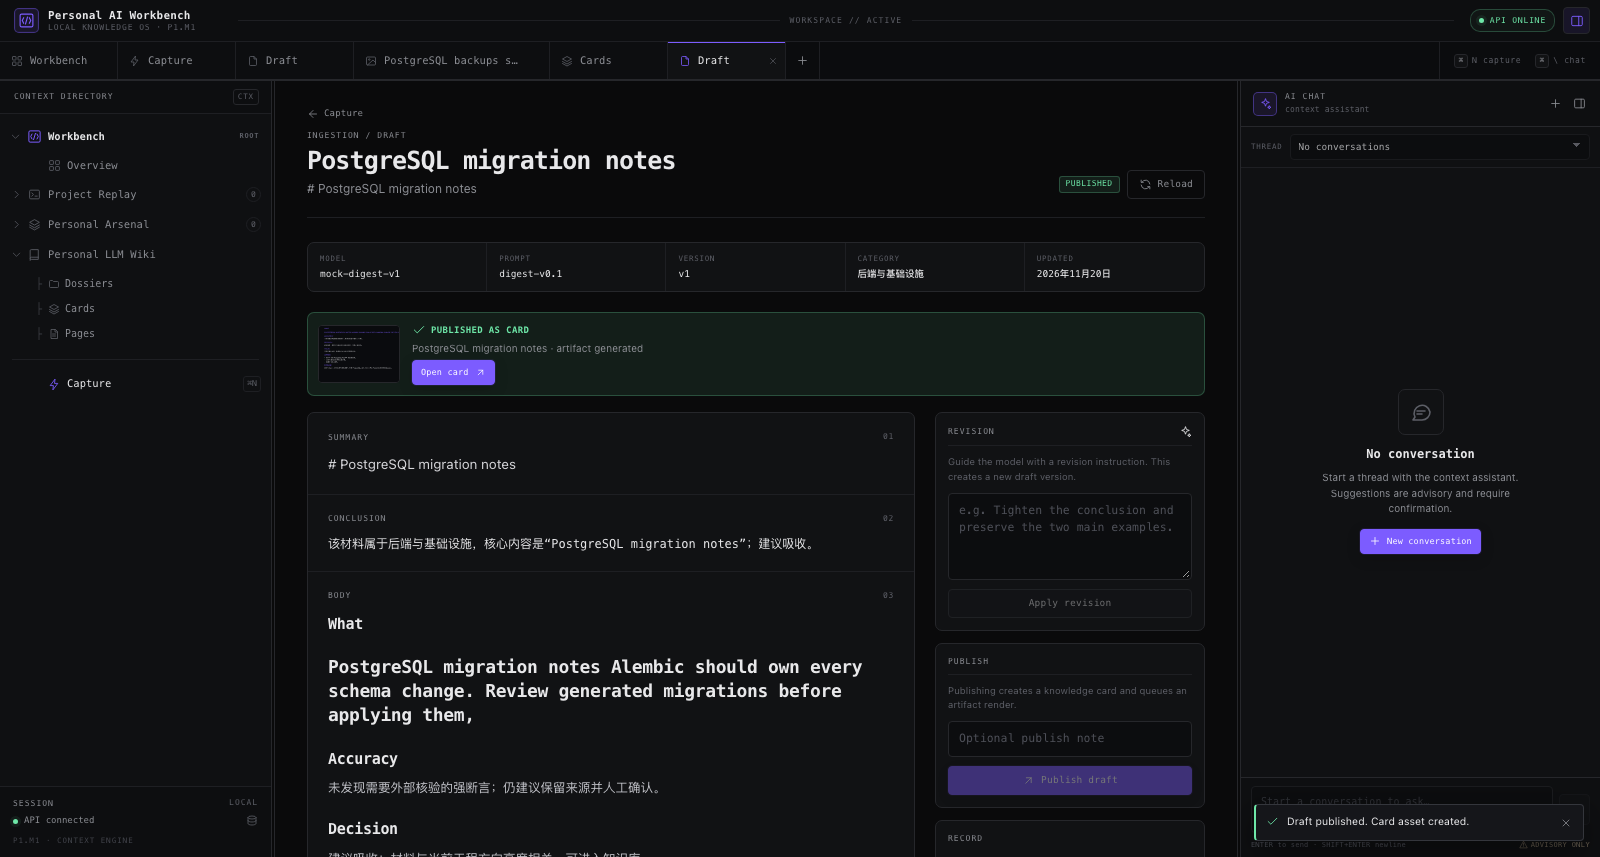 Personal AI Workbench
LOCAL KNOWLEDGE OS · P1.M1
WORKSPACE // ACTIVE
API ONLINE
Workbench
Capture
Draft
PostgreSQL backups s…
Cards
Draft
⌘ N capture
⌘ \ chat
CONTEXT DIRECTORY
CTX
Workbench
ROOT
Overview
Project Replay
0
Personal Arsenal
0
Personal LLM Wiki
Dossiers
Cards
Pages
Capture
⌘N
SESSION
LOCAL
API connected
P1.M1 · CONTEXT ENGINE
Capture
INGESTION / DRAFT
PostgreSQL migration notes
# PostgreSQL migration notes
PUBLISHED
Reload
MODEL
mock-digest-v1
PROMPT
digest-v0.1
VERSION
v1
CATEGORY
后端与基础设施
UPDATED
2026年11月20日
PUBLISHED AS CARD
PostgreSQL migration notes · artifact generated
Open card
SUMMARY
01
# PostgreSQL migration notes
CONCLUSION
02
该材料属于后端与基础设施，核心内容是“PostgreSQL migration notes”；建议吸收。
BODY
03
What
PostgreSQL migration notes Alembic should own every
schema change. Review generated migrations before
applying them,
Accuracy
未发现需要外部核验的强断言；仍建议保留来源并人工确认。
Decision
REVISION
Guide the model with a revision instruction. This
creates a new draft version.
e.g. Tighten the conclusion and
preserve the two main examples.
Apply revision
PUBLISH
Publishing creates a knowledge card and queues an
artifact render.
Optional publish note
Publish draft
RECORD
AI CHAT
context assistant
THREAD
No conversations
No conversation
Start a thread with the context assistant.
Suggestions are advisory and require
confirmation.
New conversation
Start a conversation to ask.
Draft published. Card asset created.
ENTER to send · SHIFT+ENTER newline
ADVISORY ONLY